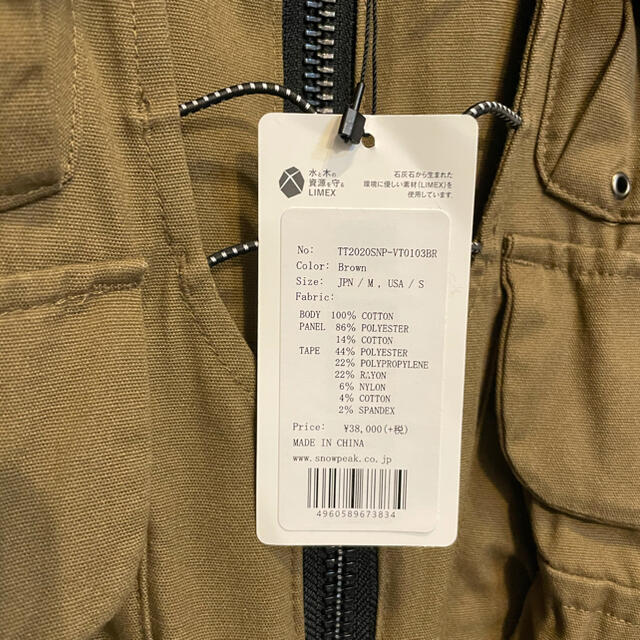 水と木の
資源を守る
LIMEX
石灰石から生まれた
環境に優しい素材(LIMEX)を
使用しています。
No: TT2020SNP-VT0103BR
Color: Brown
Size: JPN / M , USA / S
Fabric:
BODY 100% COTTON
PANEL 86% POLYESTER
14% COTTON
TAPE 44% POLYESTER
22% POLYPROPYLENE
22% RAYON
6% NYLON
4% COTTON
2% SPANDEX
Price: ¥38,000(+税)
MADE IN CHINA
www.snowpeak.co.jp
4960589673834